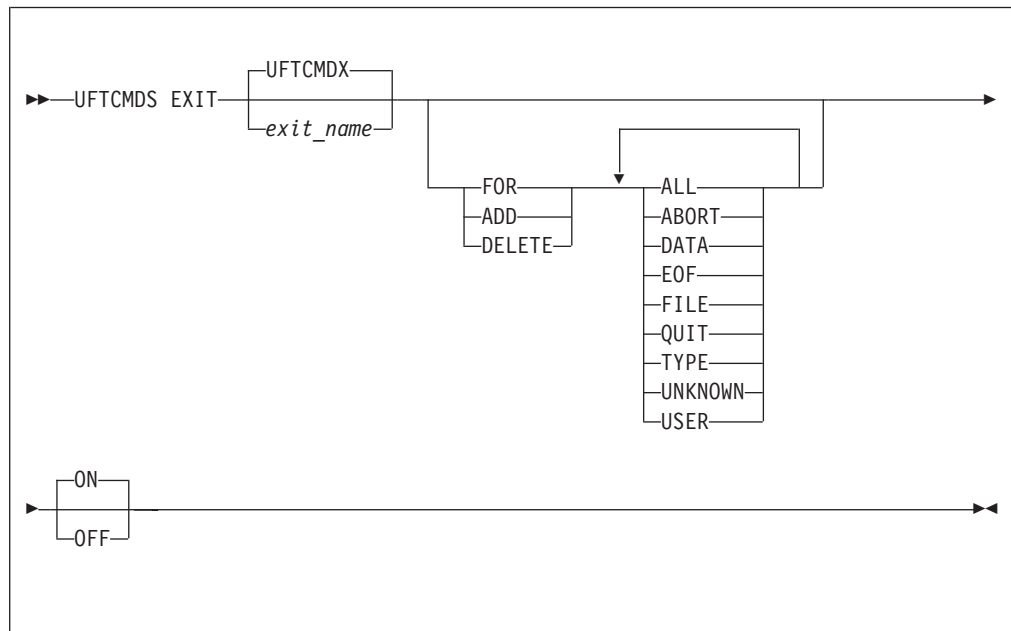 UFTCMDX
UFTCMDS EXIT
exit_name
FOR ALL
ADD ABORT
DELETE DATA
EOF
FILE
QUIT
TYPE
UNKNOWN
USER
ON
OFF